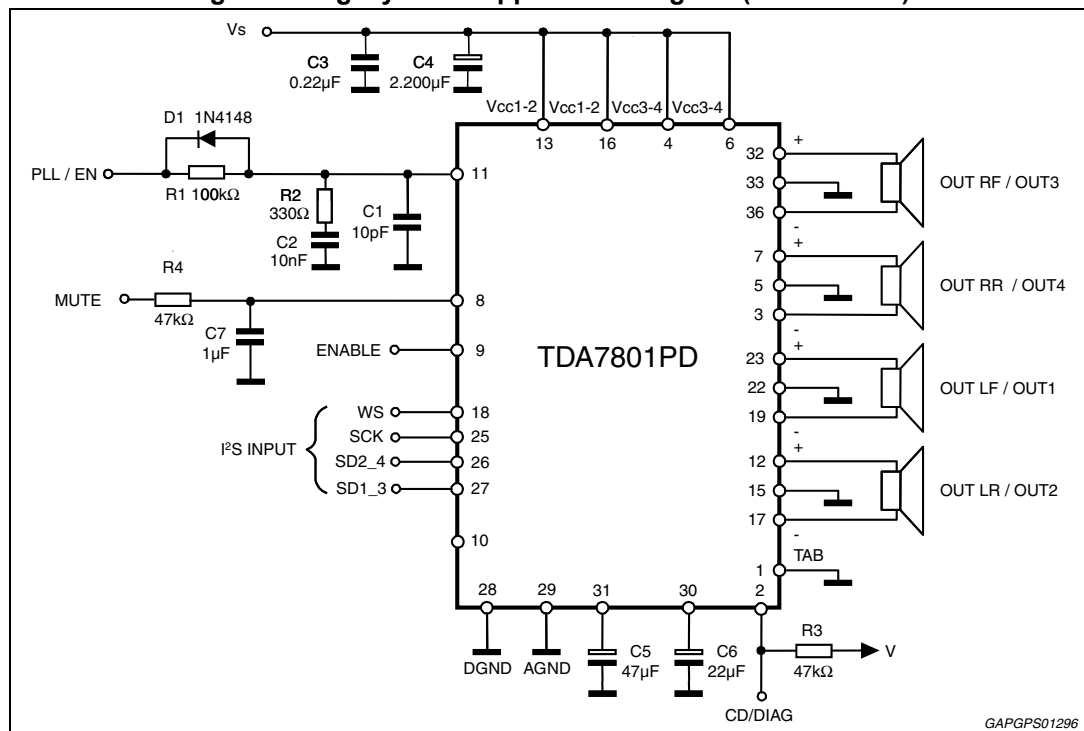 Vs
C3
0.22µF
C4
2.200µF
Vcc1-2
Vcc1-2
Vcc3-4
Vcc3-4
13
16
4
6
D1 1N4148
PLL / EN
R1 100kΩ
R2
330Ω
C2
10nF
C1
10pF
11
R4
MUTE
47kΩ
C7
1µF
8
ENABLE
9
I²S INPUT
WS
18
SCK
25
SD2_4
26
SD1_3
27
10
TDA7801PD
32
+
33
36
-
OUT RF / OUT3
7
+
5
3
-
OUT RR / OUT4
23
+
22
19
-
OUT LF / OUT1
12
+
15
17
-
OUT LR / OUT2
TAB
1
28
29
31
30
2
DGND
AGND
C5
47µF
C6
22µF
R3
47kΩ
V
CD/DIAG
GAPGPS01296